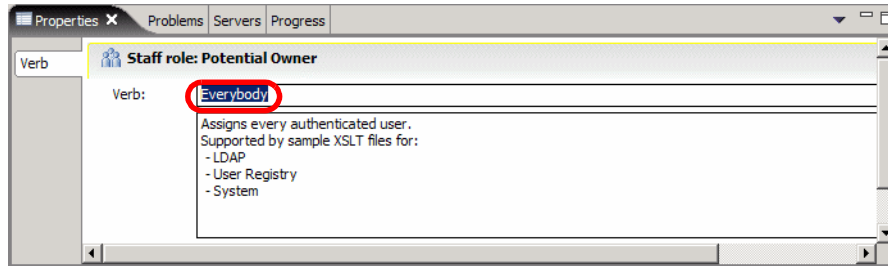 Properties Problems Servers Progress
Verb
Staff role: Potential Owner
Verb: Everybody
Assigns every authenticated user.
Supported by sample XSLT files for:
- LDAP
- User Registry
- System